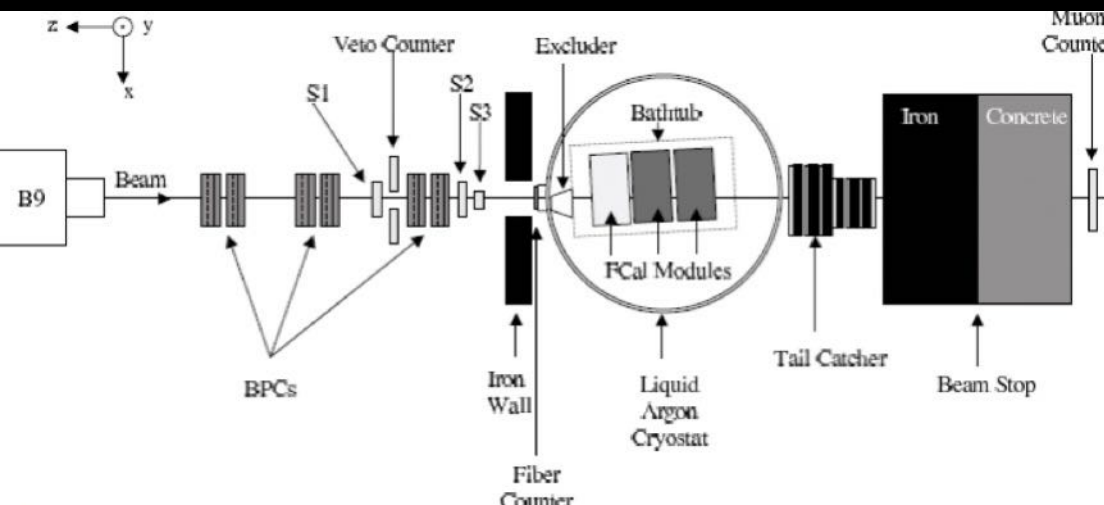 z
y
x
Veto Counter
Excluder
Muon
Counter
S1
S2
S3
Bathtub
Iron
Concrete
B9
Beam
FCal Modules
BPCs
Iron
Wall
Liquid
Argon
Cryostat
Tail Catcher
Beam Stop
Fiber
Counter